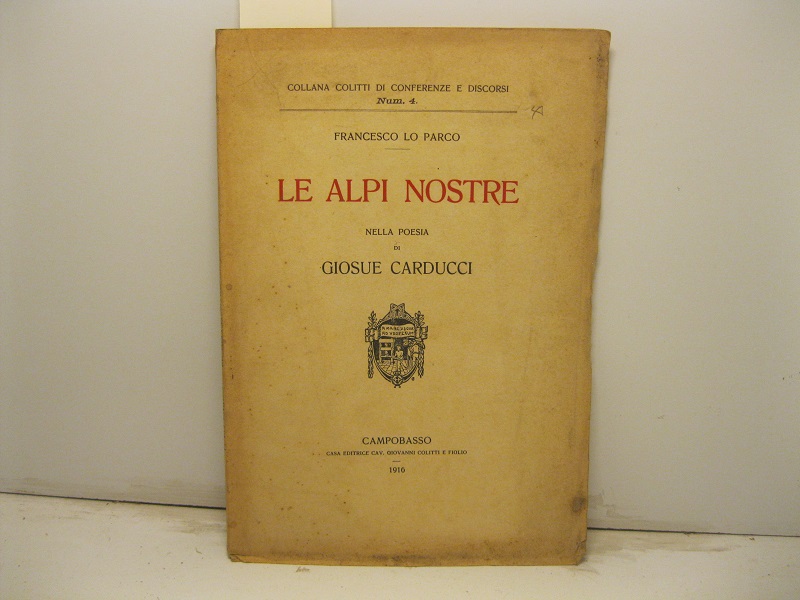 COLLANA COLITTI DI CONFERENZE E DISCORSI
Num. 4.
FRANCESCO LO PARCO
LE ALPI NOSTRE
NELLA POESIA
DI
GIOSUE CARDUCCI
CAMPOBASSO
CASA EDITRICE CAV. GIOVANNI COLITTI E FIGLIO
1916